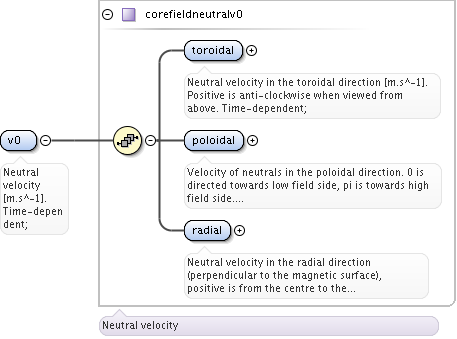 corefieldneutralv0
toroidal
Neutral velocity in the toroidal direction [m.s^-1].
Positive is anti-clockwise when viewed from
above. Time-dependent;
v0
Neutral
velocity
[m.s^-1].
Time-depen
dent;
poloidal
Velocity of neutrals in the poloidal direction. 0 is
directed towards low field side, pi is towards high
field side....
radial
Neutral velocity in the radial direction
(perpendicular to the magnetic surface),
positive is from the centre to the...
Neutral velocity